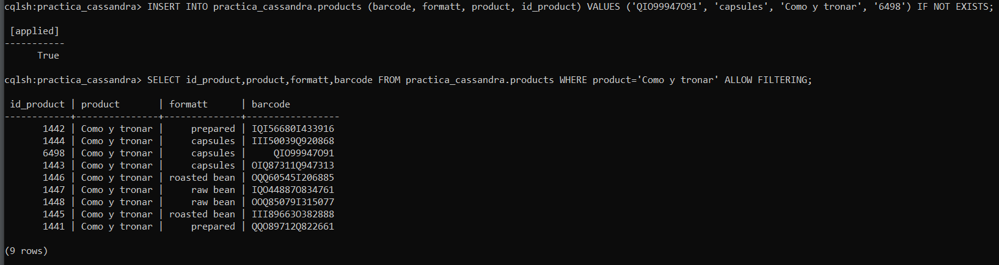 cqlsh:practica_cassandra> INSERT INTO practica_cassandra.products (barcode, formatt, product, id_product) VALUES ('QIO99947O91', 'capsules', 'Como y tronar', '6498') IF NOT EXISTS;
[applied]
-----------
True
cqlsh:practica_cassandra> SELECT id_product,product,formatt,barcode FROM practica_cassandra.products WHERE product='Como y tronar' ALLOW FILTERING;
id_product | product       | formatt      | barcode
------------+---------------+--------------+-----------------
1442 | Como y tronar |     prepared | IQI56680I433916
1444 | Como y tronar |     capsules | III50039Q920868
6498 | Como y tronar |     capsules |     QIO99947O91
1443 | Como y tronar |     capsules | OIQ87311Q947313
1446 | Como y tronar | roasted bean | OQQ60545I206885
1447 | Como y tronar |     raw bean | IQO44887O834761
1448 | Como y tronar |     raw bean | OOQ85079I315077
1445 | Como y tronar | roasted bean | III89663O382888
1441 | Como y tronar |     prepared | QQO89712Q822661
(9 rows)